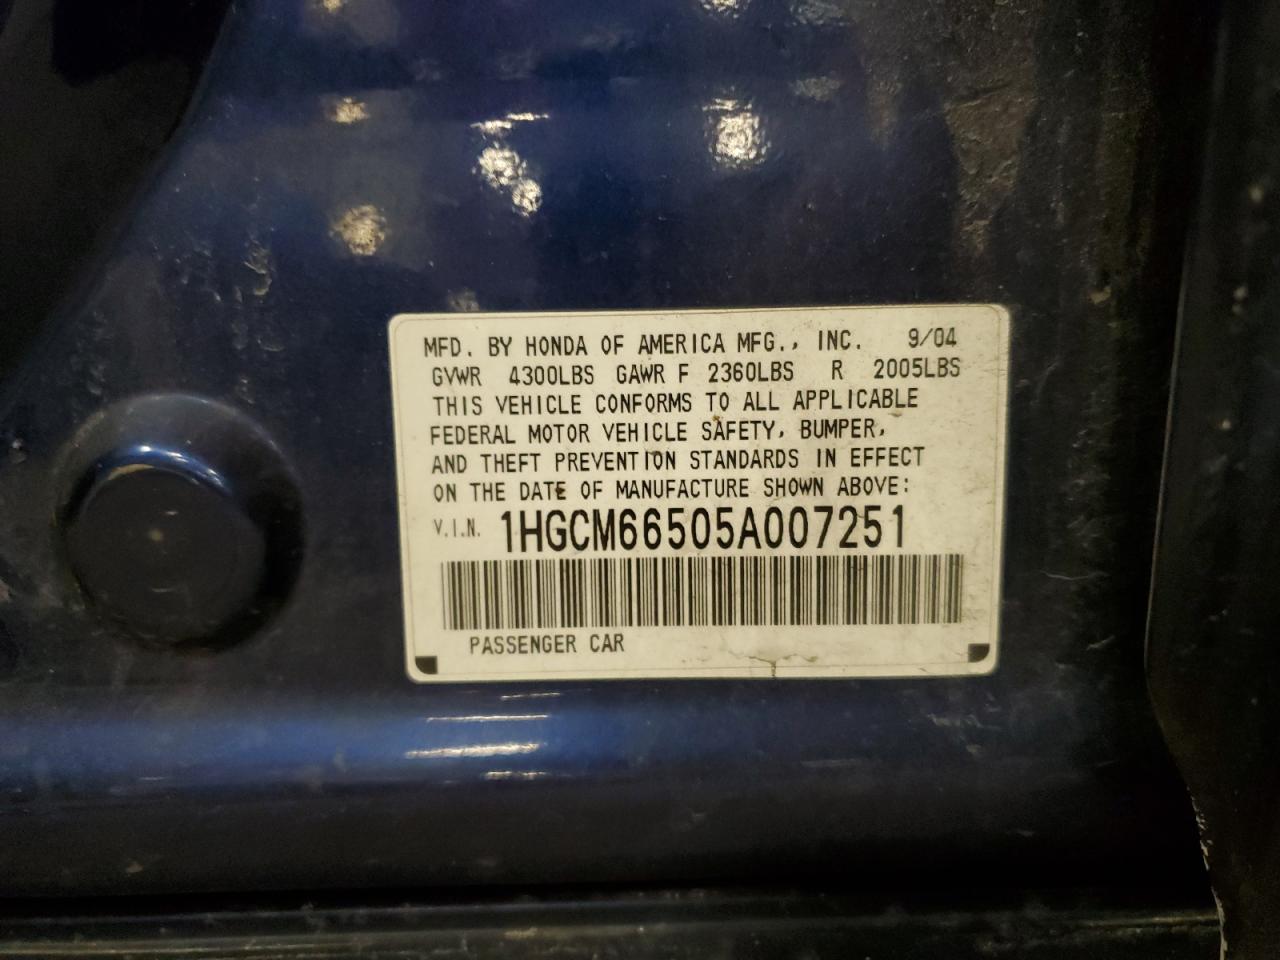 MFD. BY HONDA OF AMERICA MFG., INC. 9/04
GVWR 4300LBS GAWR F 2360LBS R 2005LBS
THIS VEHICLE CONFORMS TO ALL APPLICABLE
FEDERAL MOTOR VEHICLE SAFETY, BUMPER,
AND THEFT PREVENTION STANDARDS IN EFFECT
ON THE DATE OF MANUFACTURE SHOWN ABOVE:
V.I.N. 1HGCM66505A007251
PASSENGER CAR